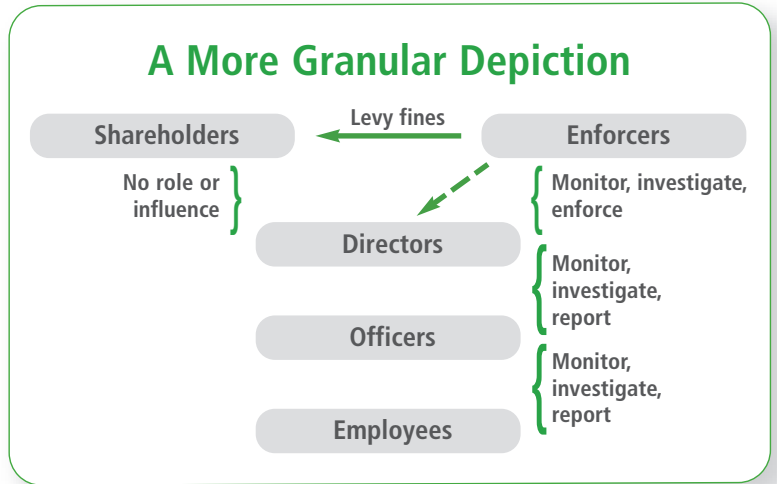 A More Granular Depiction
Levy fines
Shareholders
Enforcers
No role or
influence
Monitor, investigate,
enforce
Directors
Monitor,
investigate,
report
Officers
Monitor,
investigate,
report
Employees